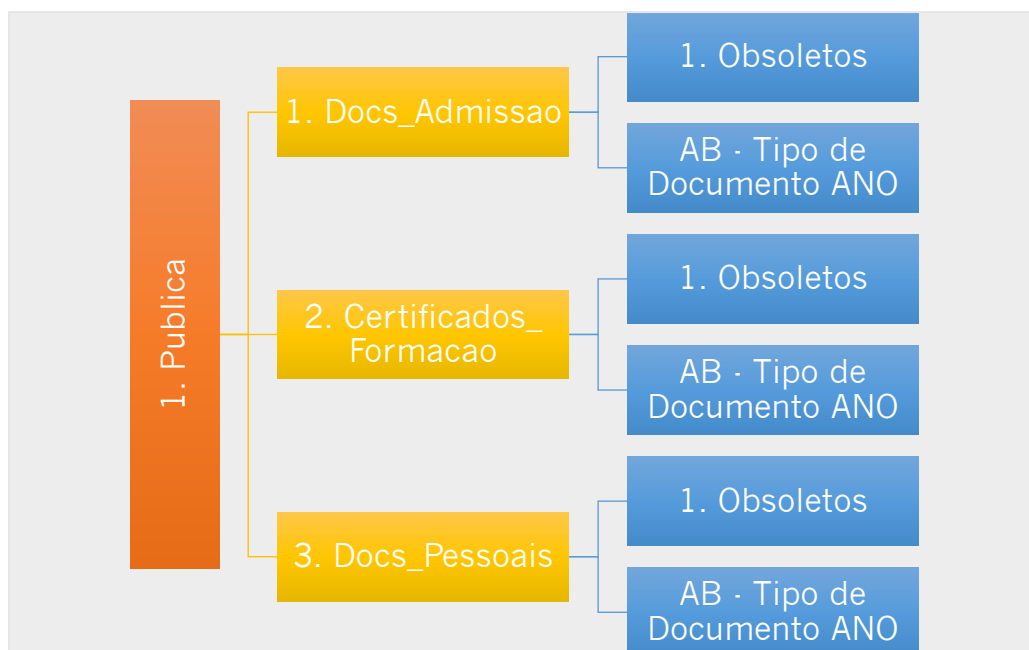 1. Publica
1. Docs_Admissao
1. Obsoletos
AB - Tipo de
Documento ANO
2. Certificados_
Formacao
1. Obsoletos
AB - Tipo de
Documento ANO
3. Docs_Pessoais
1. Obsoletos
AB - Tipo de
Documento ANO